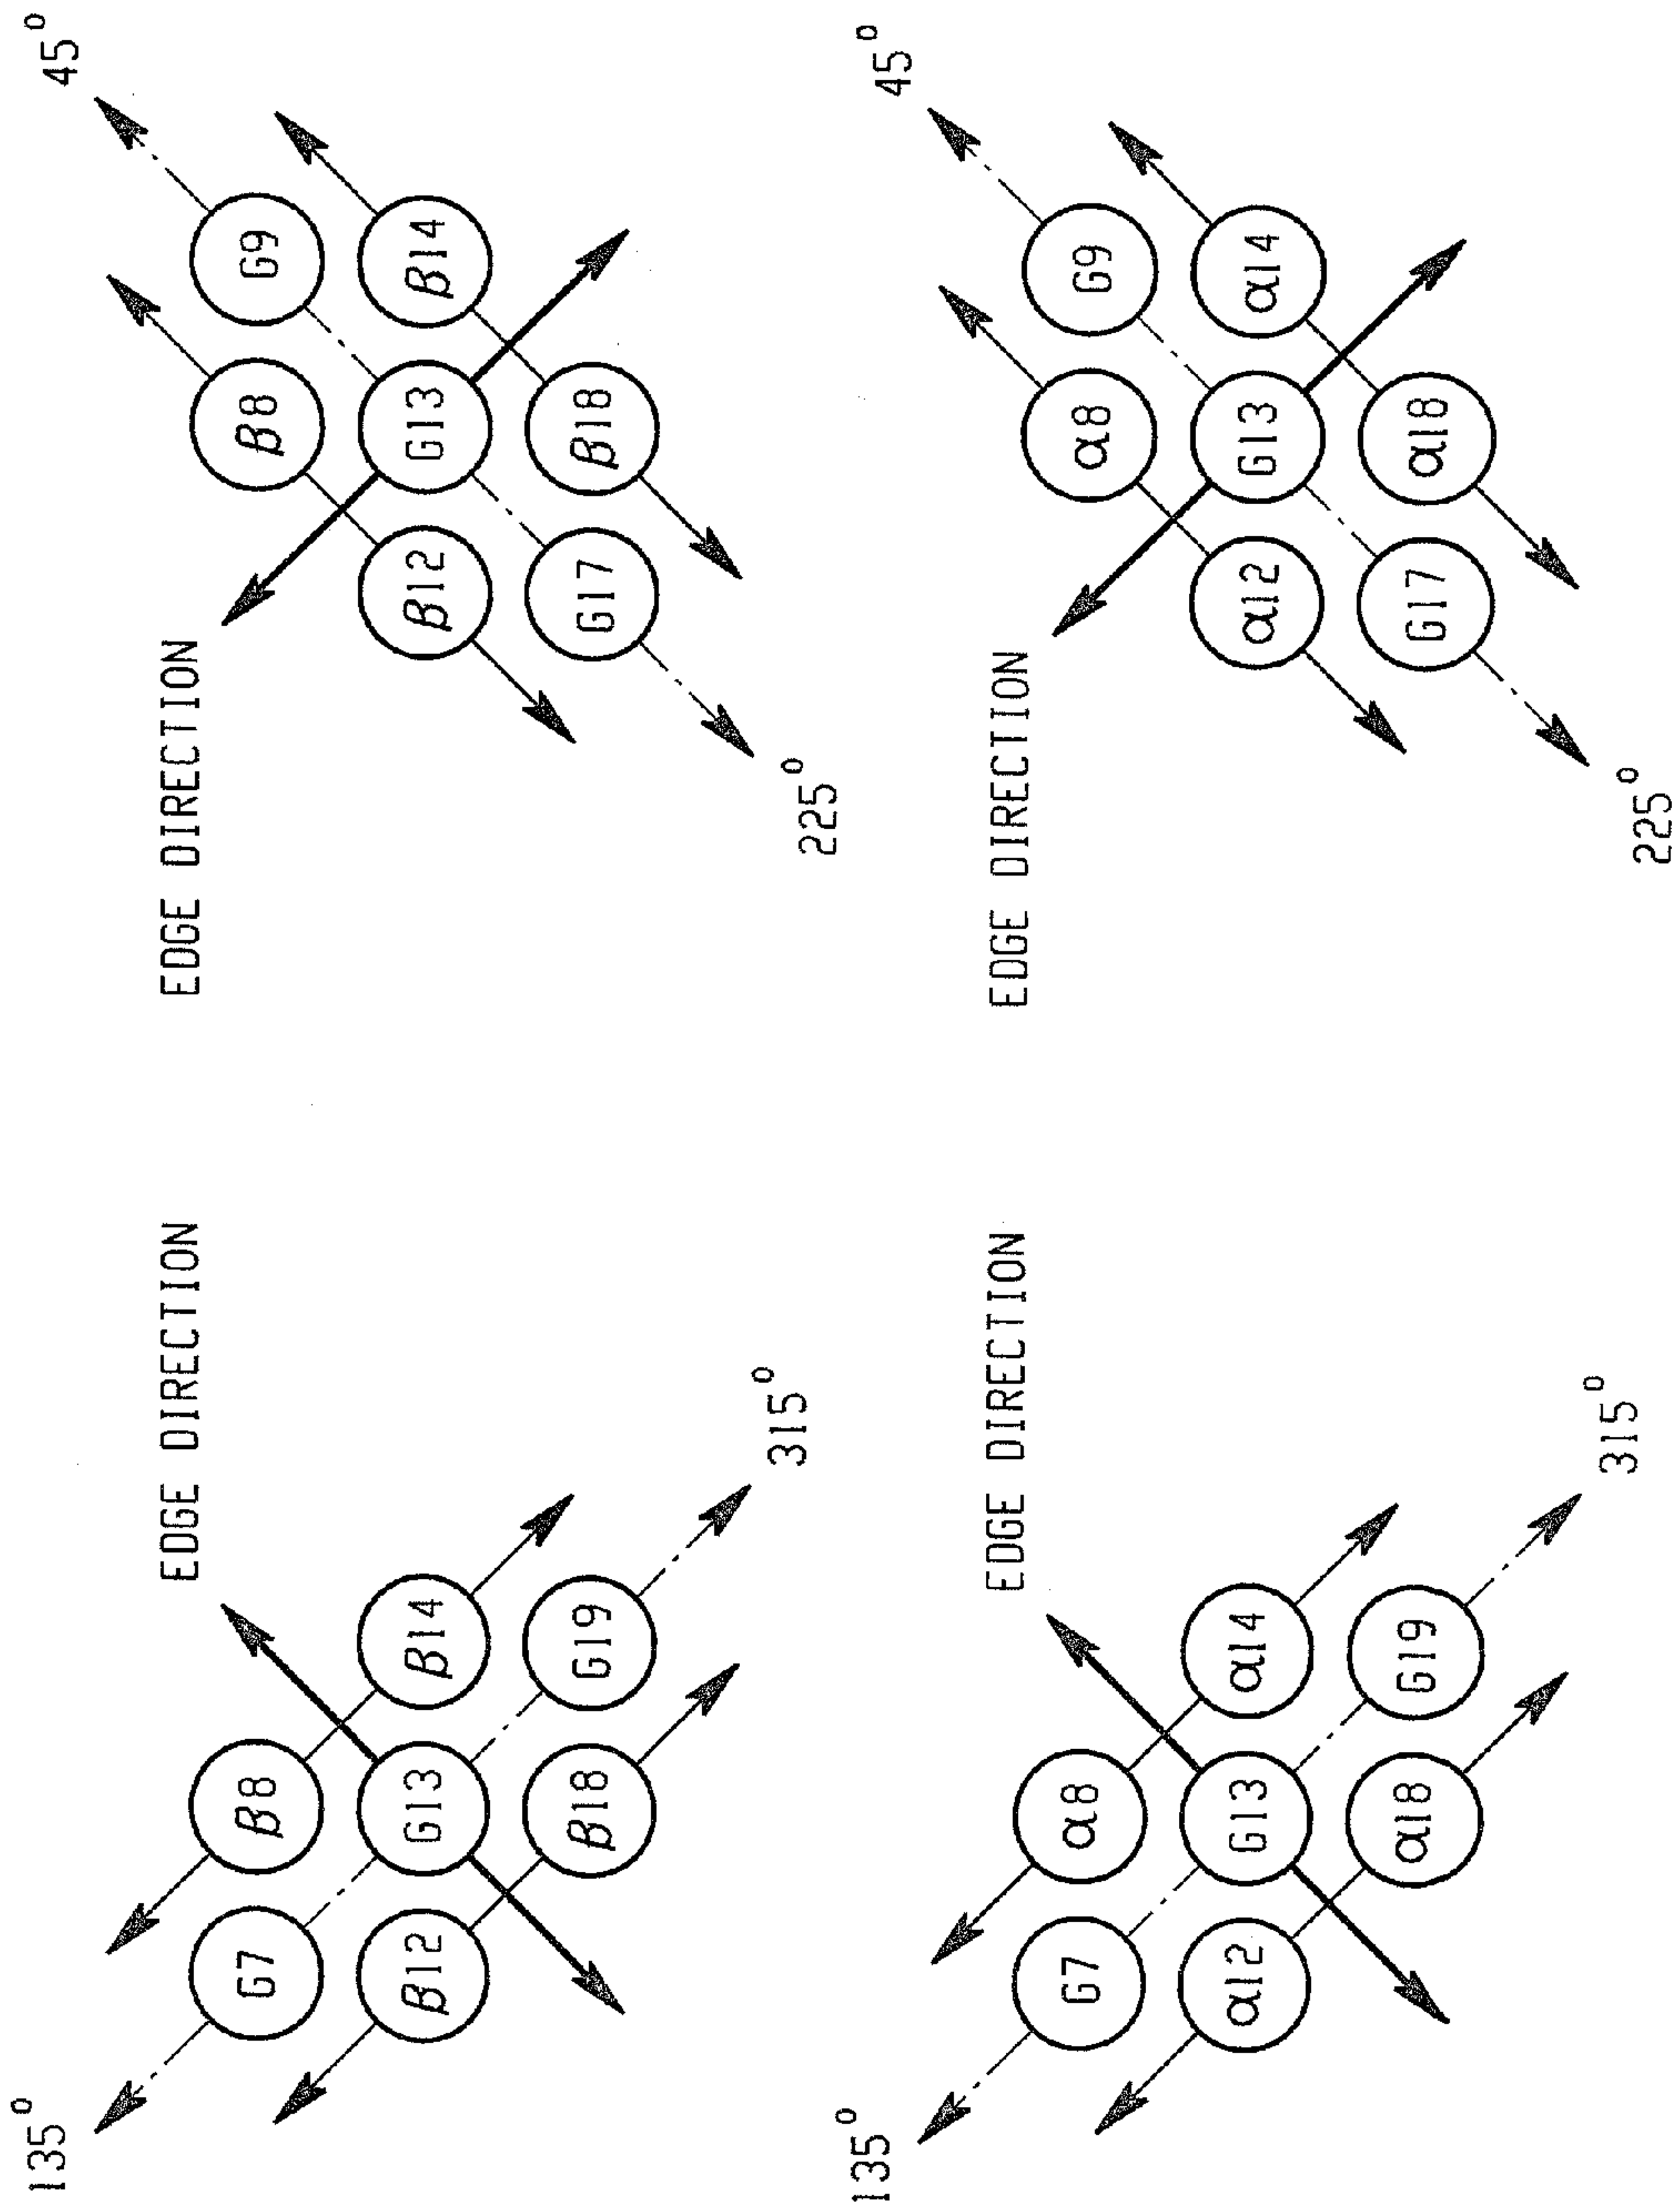 135°
EDGE DIRECTION
G7 β8
β12 G13 β14
β18 G19
315°
45°
EDGE DIRECTION
β8 G9
β12 G13 β14
G17 β18
225°
135°
EDGE DIRECTION
G7 α8
α12 G13 α14
α18 G19
315°
45°
EDGE DIRECTION
α8 G9
α12 G13 α14
G17 α18
225°